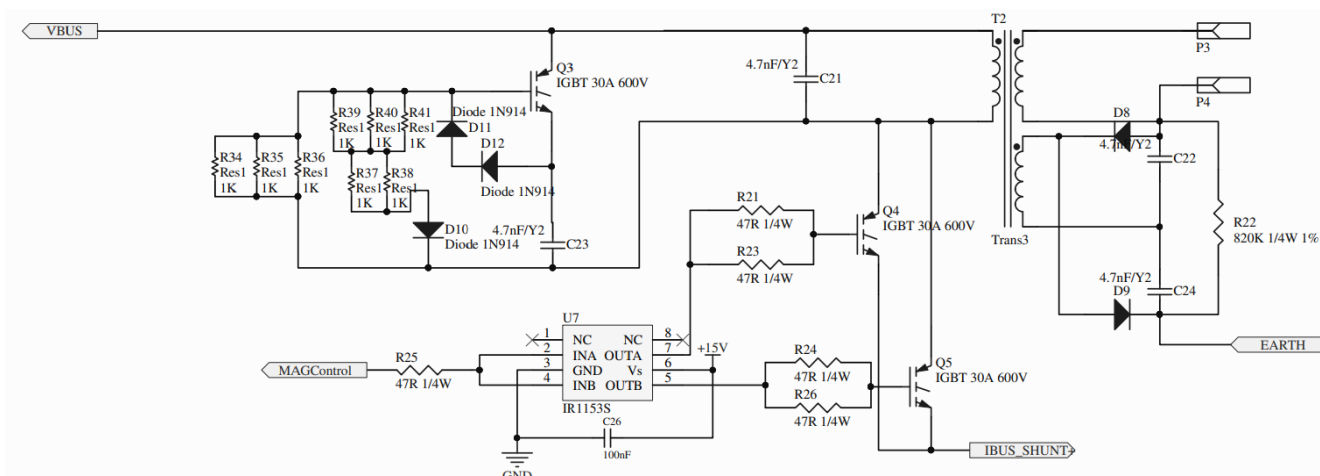 VBUS
T2
P3
4.7nF/Y2
C21
Q3
IGBT 30A 600V
P4
R39
Res1
1K
R40
Res1
1K
R41
Res1
1K
Diode 1N914
D11
D12
Diode 1N914
R34
Res1
1K
R35
Res1
1K
R36
Res1
1K
R37
Res1
1K
R38
Res1
1K
D10
Diode 1N914
4.7nF/Y2
C23
D8
4.7nF/Y2
C22
R21
47R 1/4W
R23
47R 1/4W
Q4
IGBT 30A 600V
Trans3
R22
820K 1/4W 1%
4.7nF/Y2
D9
C24
EARTH
U7
1 NC NC 8
2 INA OUTA 7
3 GND Vs 6
4 INB OUTB 5
IR1153S
+15V
MAGControl
R25
47R 1/4W
C26
100nF
GND
R24
47R 1/4W
R26
47R 1/4W
Q5
IGBT 30A 600V
IBUS_SHUNT+